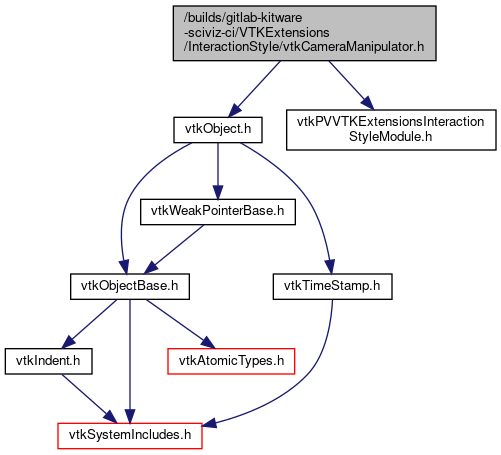 /builds/gitlab-kitware
-sciviz-ci/VTKExtensions
/InteractionStyle/vtkCameraManipulator.h
vtkObject.h
vtkPVVTKExtensionsInteraction
StyleModule.h
vtkWeakPointerBase.h
vtkObjectBase.h
vtkTimeStamp.h
vtkIndent.h
vtkAtomicTypes.h
vtkSystemIncludes.h